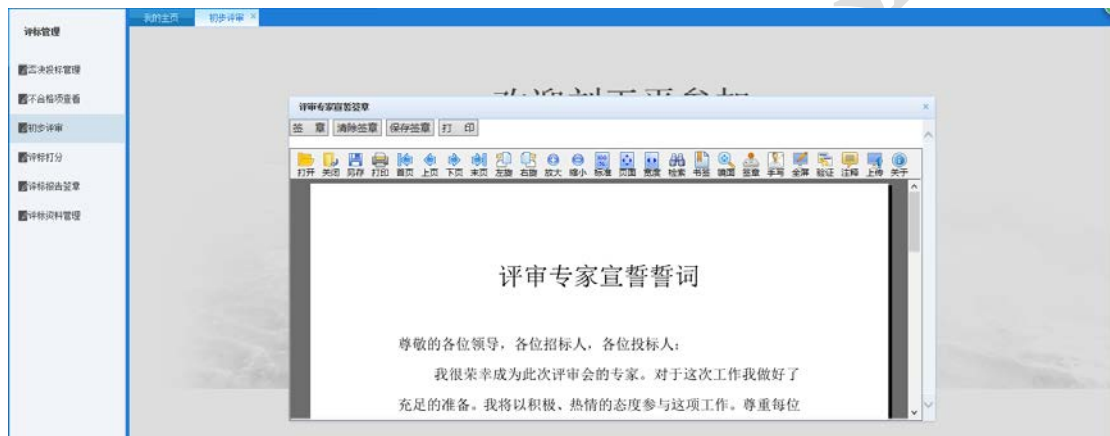 评标管理
我的主页 初步评审 ×
否决投标管理
不合格项查看
初步评审
评标打分
评标报告签章
评标资料管理
评审专家宣誓签章 ×
签 章 清除签章 保存签章 打 印
打开 关闭 另存 打印 首页 上页 下页 末页 左旋 右旋 放大 缩小 标准 页面 宽度 检索 书签 签章 手写 全屏 验证 注释 上传 关于
评审专家宣誓誓词
尊敬的各位领导，各位招标人，各位投标人：
我很荣幸成为此次评审会的专家。对于这次工作我做好了
充足的准备。我将以积极、热情的态度参与这项工作。尊重每位